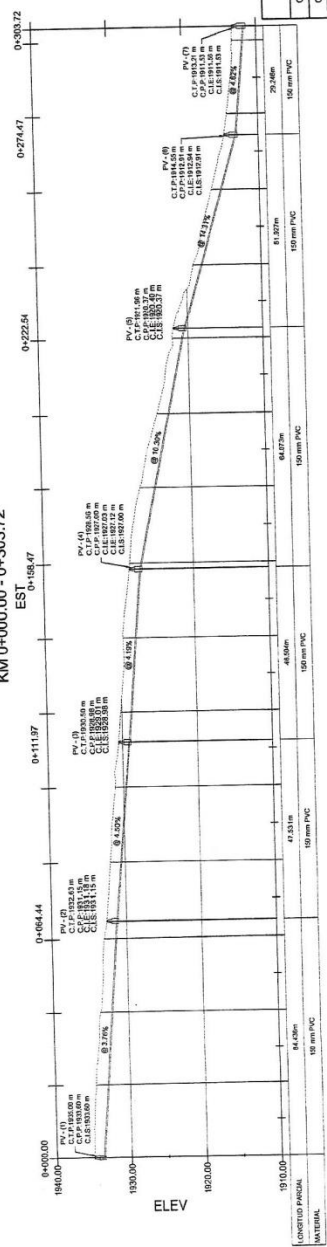 KM 0+000.00 - 0+303.72
EST
0+000.00
0+064.44
0+111.97
0+158.47
0+222.54
0+274.47
0+303.72
1940.00
1930.00
1920.00
1910.00
ELEV
PV - (1)
C.T.P:1935.00 m
C.P.P:1933.60 m
C.I.S:1933.60 m
PV - (2)
C.T.P:1932.63 m
C.P.P:1931.15 m
C.I.E:1931.18 m
C.I.S:1931.15 m
PV - (3)
C.T.P:1930.50 m
C.P.P:1928.98 m
C.I.E:1929.01 m
C.I.S:1928.98 m
PV - (4)
C.T.P:1928.56 m
C.P.P:1927.00 m
C.I.E:1927.03 m
C.I.E:1927.12 m
C.I.S:1927.00 m
PV - (5)
C.T.P:1921.96 m
C.P.P:1920.37 m
C.I.E:1920.40 m
C.I.S:1920.37 m
PV - (6)
C.T.P:1914.55 m
C.P.P:1912.91 m
C.I.E:1912.94 m
C.I.S:1912.91 m
PV - (7)
C.T.P:1913.21 m
C.P.P:1911.53 m
C.I.E:1911.56 m
C.I.S:1911.53 m
@ 3.76%
@ 4.50%
@ 4.19%
@ 10.30%
@ 14.31%
@ 4.62%
LONGITUD PARCIAL
64.436m
47.531m
46.504m
64.073m
51.927m
29.248m
MATERIAL
150 mm PVC
150 mm PVC
150 mm PVC
150 mm PVC
150 mm PVC
150 mm PVC